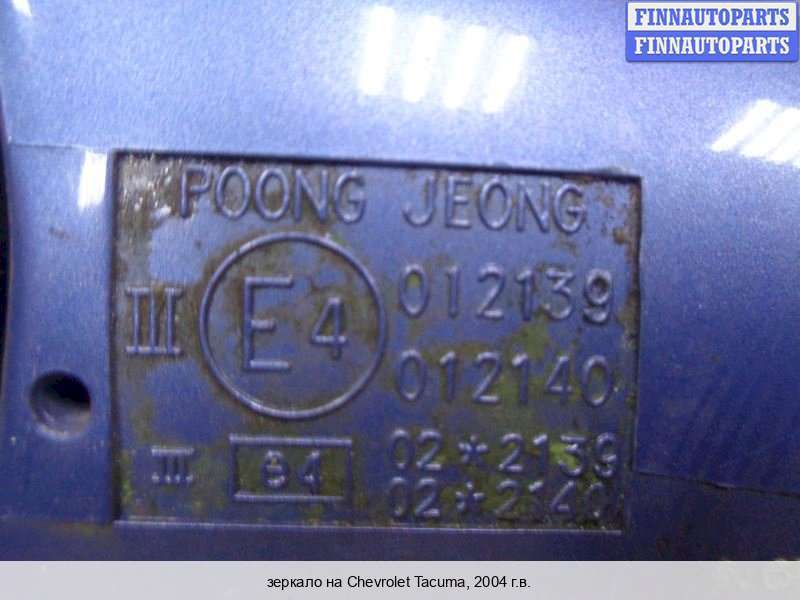 FINNAUTOPARTS
FINNAUTOPARTS
POONG JEONG
III E4 012139
012140
III e4 02*2139
02*2140
зеркало на Chevrolet Tacuma, 2004 г.в.